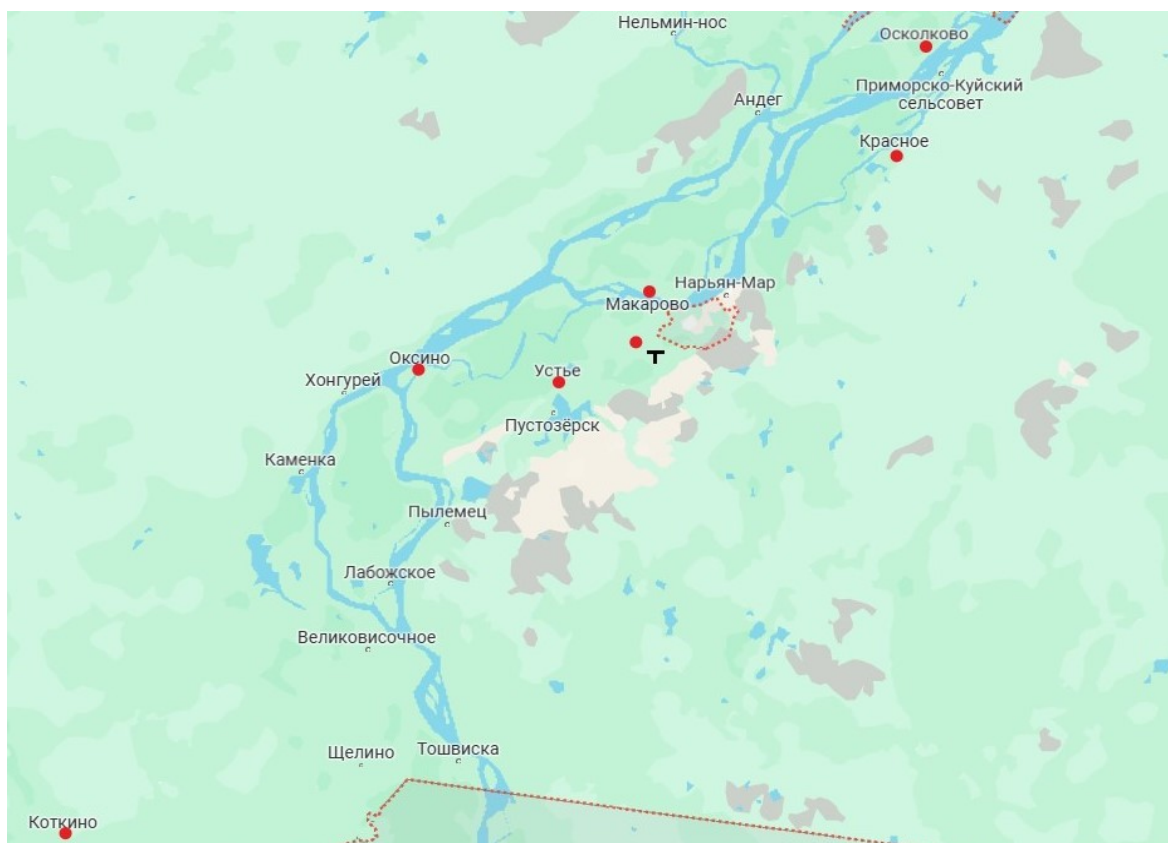 Нельмин-нос
Осколково
Приморско-Куйский
сельсовет
Андег
Красное
Нарьян-Мар
Макарово
т
Оксино
Устье
Хонгурей
Пустозёрск
Каменка
Пылемец
Лабожское
Великовисочное
Щелино
Тошвиска
Коткино